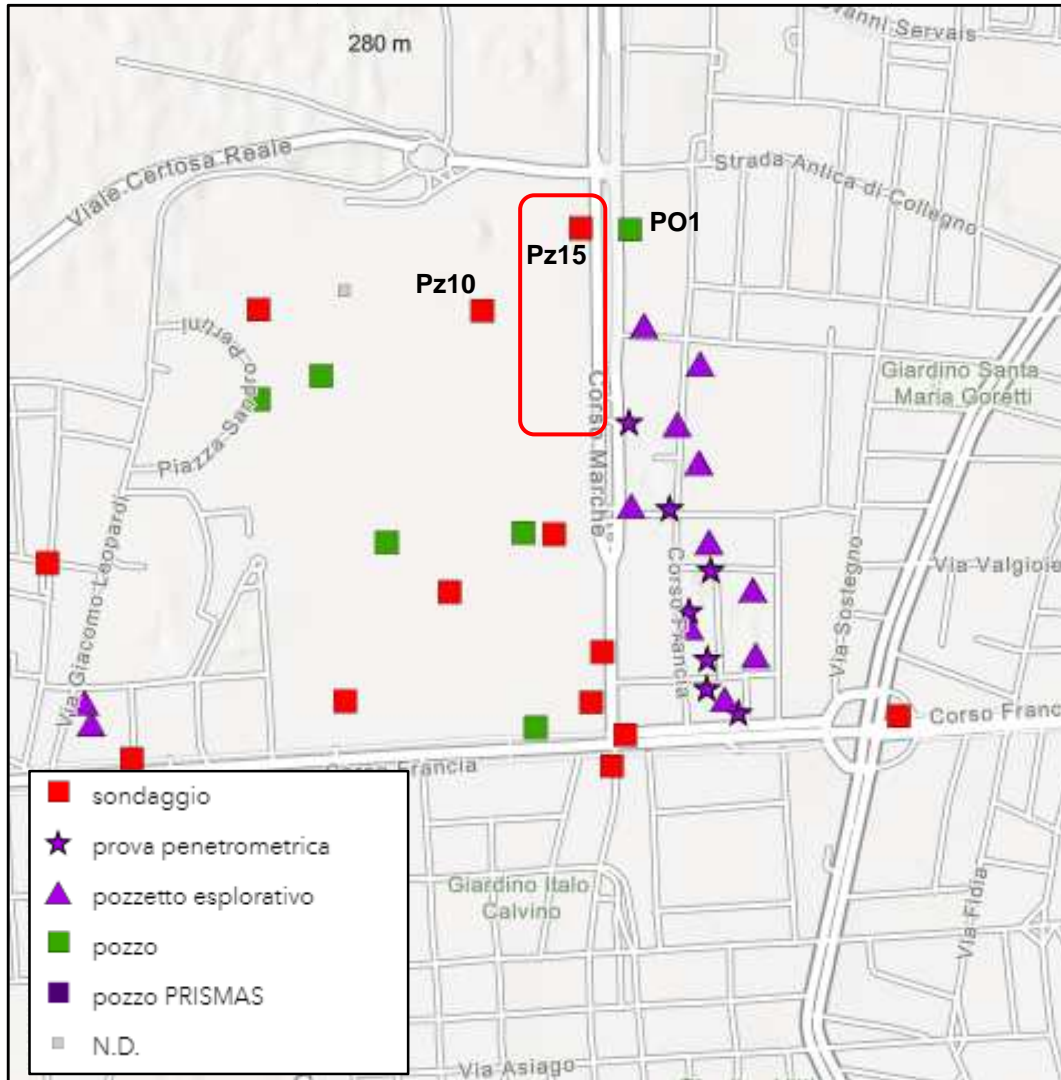 ovanni Servais
280 m
Viale Certosa Reale
Strada Antica di Collegno
PO1
Pz15
Pz10
Piazza Sandro Pertini
Giardino Santa
Maria Goretti
Corso Marche
Via Giacomo Leopardi
Corso Francia
Via Sostegno
Via Valgioie
Corso Franc
Corso Francia
sondaggio
prova penetrometrica
pozzetto esplorativo
pozzo
pozzo PRISMAS
N.D.
Giardino Italo
Calvino
Via Fidia
Via Asiago